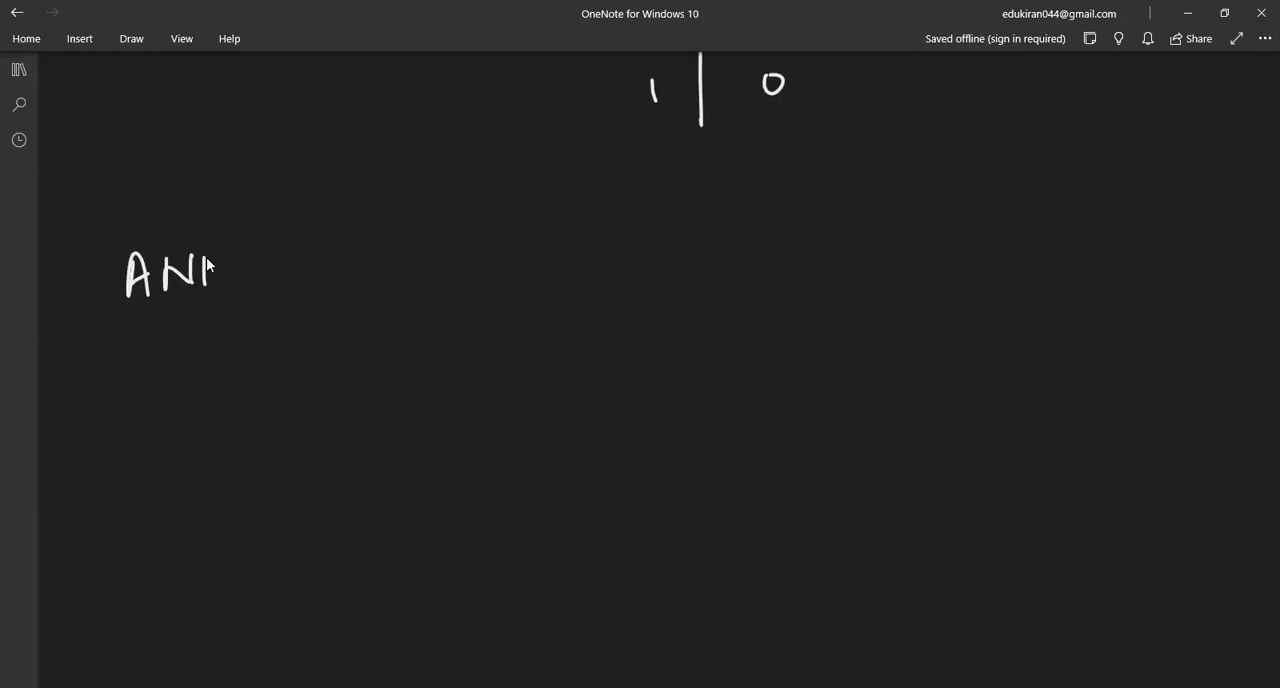 OneNote for Windows 10
edukiran044@gmail.com
Home Insert Draw View Help
Saved offline (sign in required) Share
1 | 0
AN